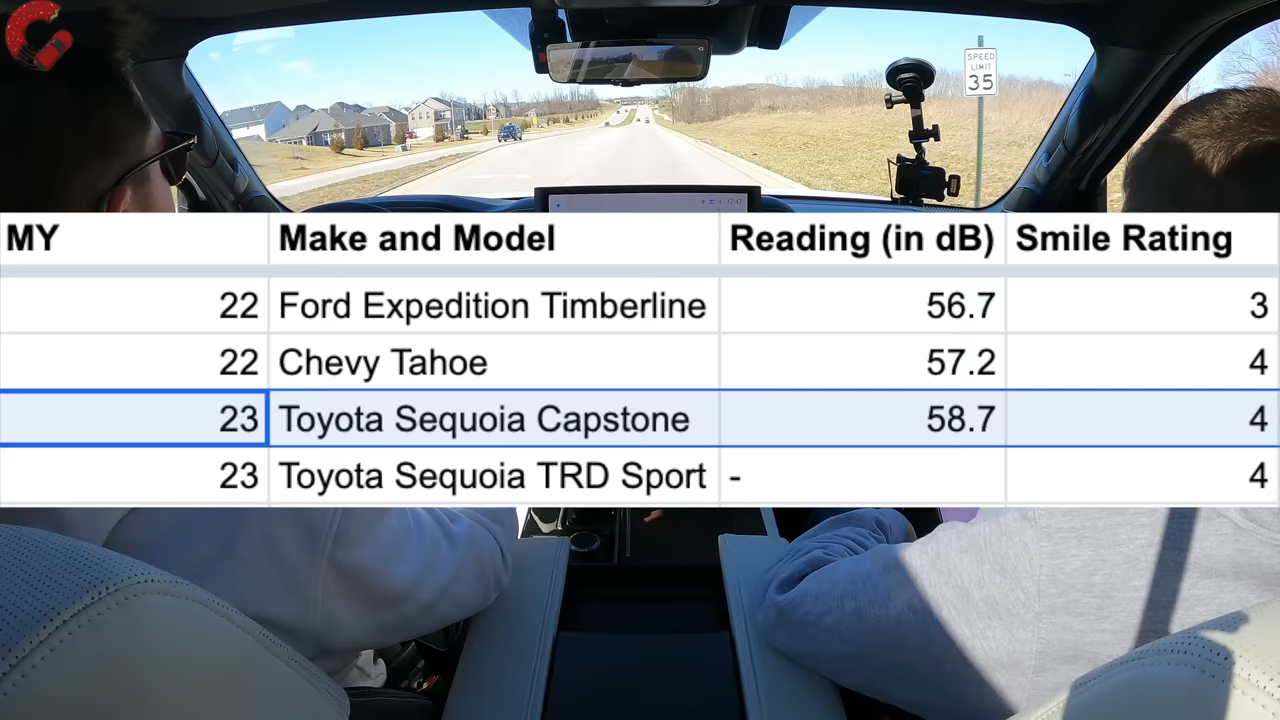 SPEED
LIMIT
35
MY Make and Model Reading (in dB) Smile Rating
22 Ford Expedition Timberline 56.7 3
22 Chevy Tahoe 57.2 4
23 Toyota Sequoia Capstone 58.7 4
23 Toyota Sequoia TRD Sport - 4